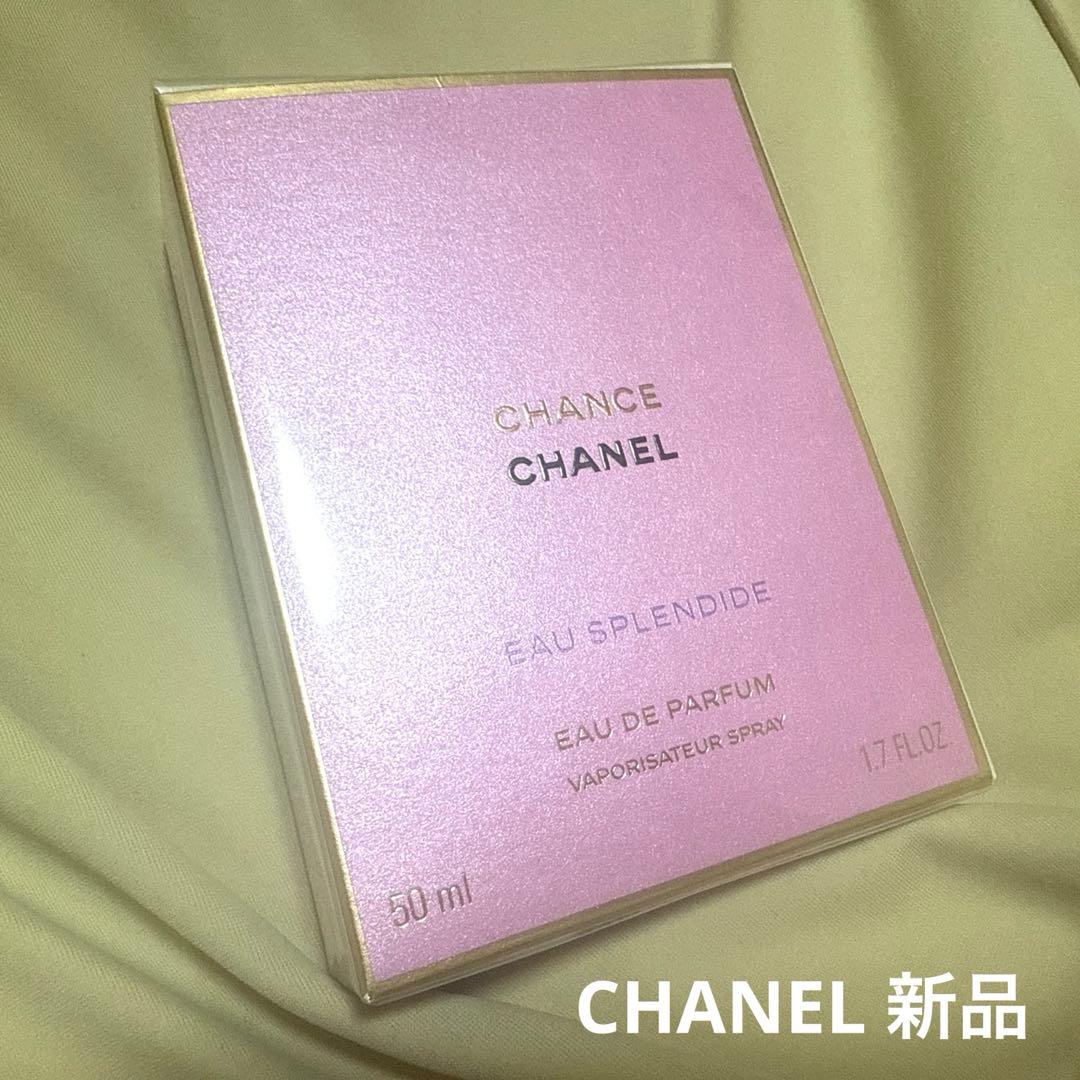 CHANCE
CHANEL
EAU SPLENDIDE
EAU DE PARFUM
VAPORISATEUR SPRAY
50 ml
1.7 FL.OZ.
CHANEL 新品